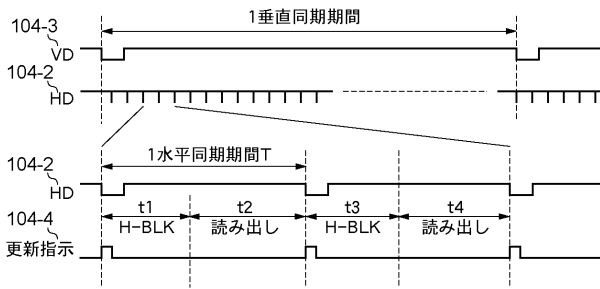 1垂直同期期間
104-3
VD
104-2
HD
1水平同期期間T
104-2
HD
t1 t2 t3 t4
H-BLK 読み出し H-BLK 読み出し
104-4
更新指示